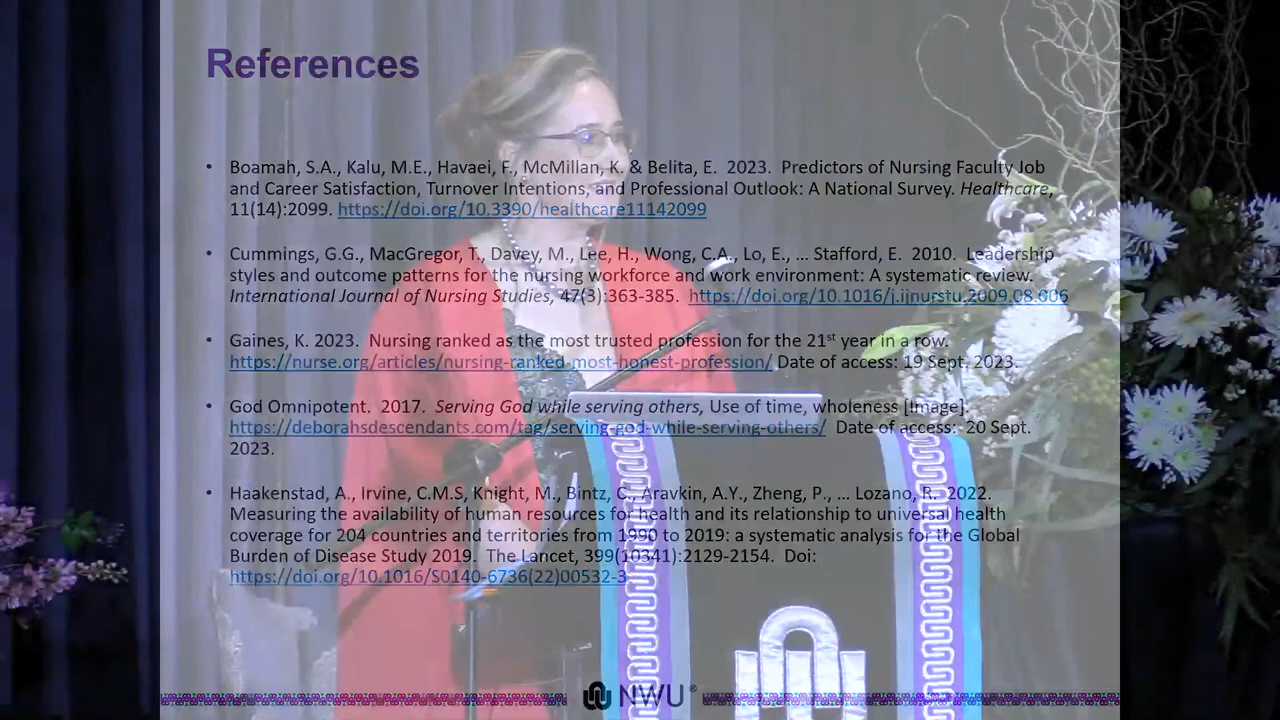 References
• Boamah, S.A., Kalu, M.E., Havaei, F., McMillan, K. & Belita, E. 2023. Predictors of Nursing Faculty Job
and Career Satisfaction, Turnover Intentions, and Professional Outlook: A National Survey. Healthcare,
11(14):2099. https://doi.org/10.3390/healthcare11142099
• Cummings, G.G., MacGregor, T., Davey, M., Lee, H., Wong, C.A., Lo, E., ... Stafford, E. 2010. Leadership
styles and outcome patterns for the nursing workforce and work environment: A systematic review.
International Journal of Nursing Studies, 47(3):363-385. https://doi.org/10.1016/j.ijnurstu.2009.08.006
• Gaines, K. 2023. Nursing ranked as the most trusted profession for the 21st year in a row.
https://nurse.org/articles/nursing-ranked-most-honest-profession/ Date of access: 19 Sept. 2023.
• God Omnipotent. 2017. Serving God while serving others, Use of time, wholeness [Image].
https://deborahsdescendants.com/tag/serving-god-while-serving-others/ Date of access: 20 Sept.
2023.
• Haakenstad, A., Irvine, C.M.S, Knight, M., Bintz, C., Aravkin, A.Y., Zheng, P., ... Lozano, R. 2022.
Measuring the availability of human resources for health and its relationship to universal health
coverage for 204 countries and territories from 1990 to 2019: a systematic analysis for the Global
Burden of Disease Study 2019. The Lancet, 399(10341):2129-2154. Doi:
https://doi.org/10.1016/S0140-6736(22)00532-3
NWU®